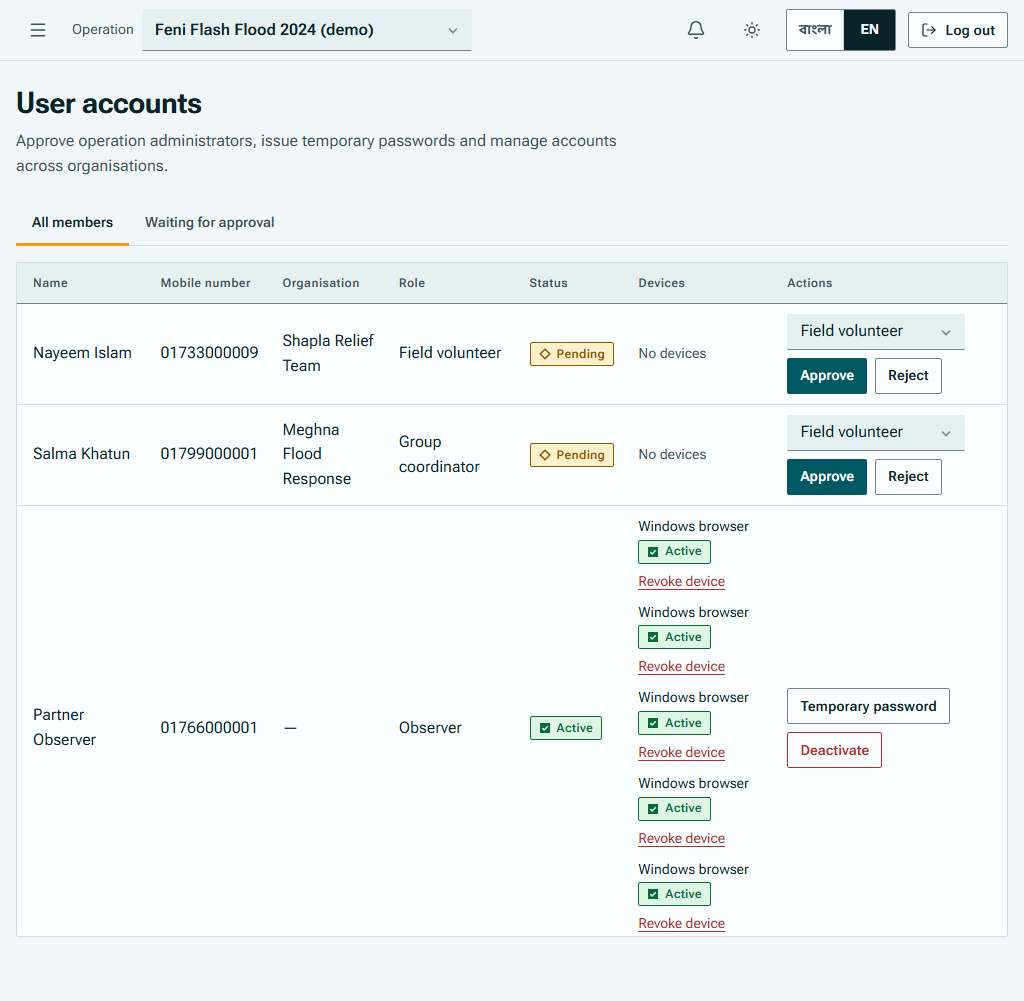 Operation
Feni Flash Flood 2024 (demo)
বাংলা
EN
Log out
User accounts
Approve operation administrators, issue temporary passwords and manage accounts
across organisations.
All members
Waiting for approval
Name
Mobile number
Organisation
Role
Status
Devices
Actions
Nayeem Islam
01733000009
Shapla Relief
Team
Field volunteer
Pending
No devices
Field volunteer
Approve
Reject
Salma Khatun
01799000001
Meghna
Flood
Response
Group
coordinator
Pending
No devices
Field volunteer
Approve
Reject
Partner
Observer
01766000001
—
Observer
Active
Windows browser
Active
Revoke device
Windows browser
Active
Revoke device
Windows browser
Active
Revoke device
Windows browser
Active
Revoke device
Windows browser
Active
Revoke device
Temporary password
Deactivate